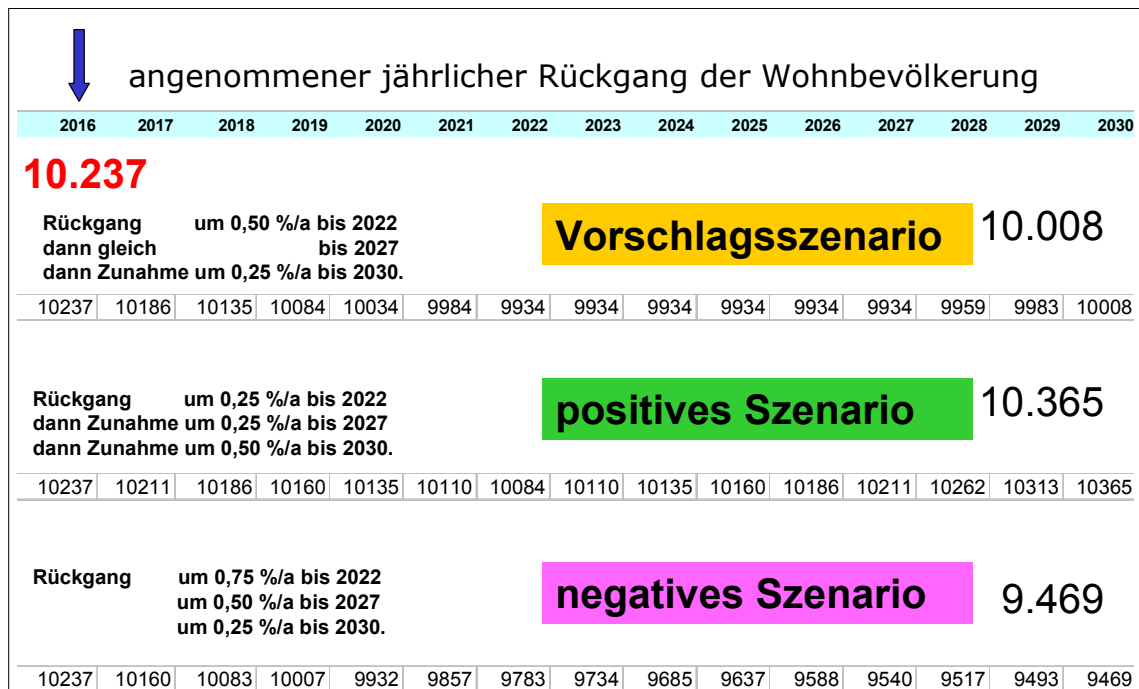 angenommener jährlicher Rückgang der Wohnbevölkerung
2016 2017 2018 2019 2020 2021 2022 2023 2024 2025 2026 2027 2028 2029 2030
10.237
Rückgang um 0,50 %/a bis 2022
dann gleich bis 2027
dann Zunahme um 0,25 %/a bis 2030.
Vorschlagsszenario 10.008
10237 10186 10135 10084 10034 9984 9934 9934 9934 9934 9934 9934 9959 9983 10008
Rückgang um 0,25 %/a bis 2022
dann Zunahme um 0,25 %/a bis 2027
dann Zunahme um 0,50 %/a bis 2030.
positives Szenario 10.365
10237 10211 10186 10160 10135 10110 10084 10110 10135 10160 10186 10211 10262 10313 10365
Rückgang um 0,75 %/a bis 2022
um 0,50 %/a bis 2027
um 0,25 %/a bis 2030.
negatives Szenario 9.469
10237 10160 10083 10007 9932 9857 9783 9734 9685 9637 9588 9540 9517 9493 9469